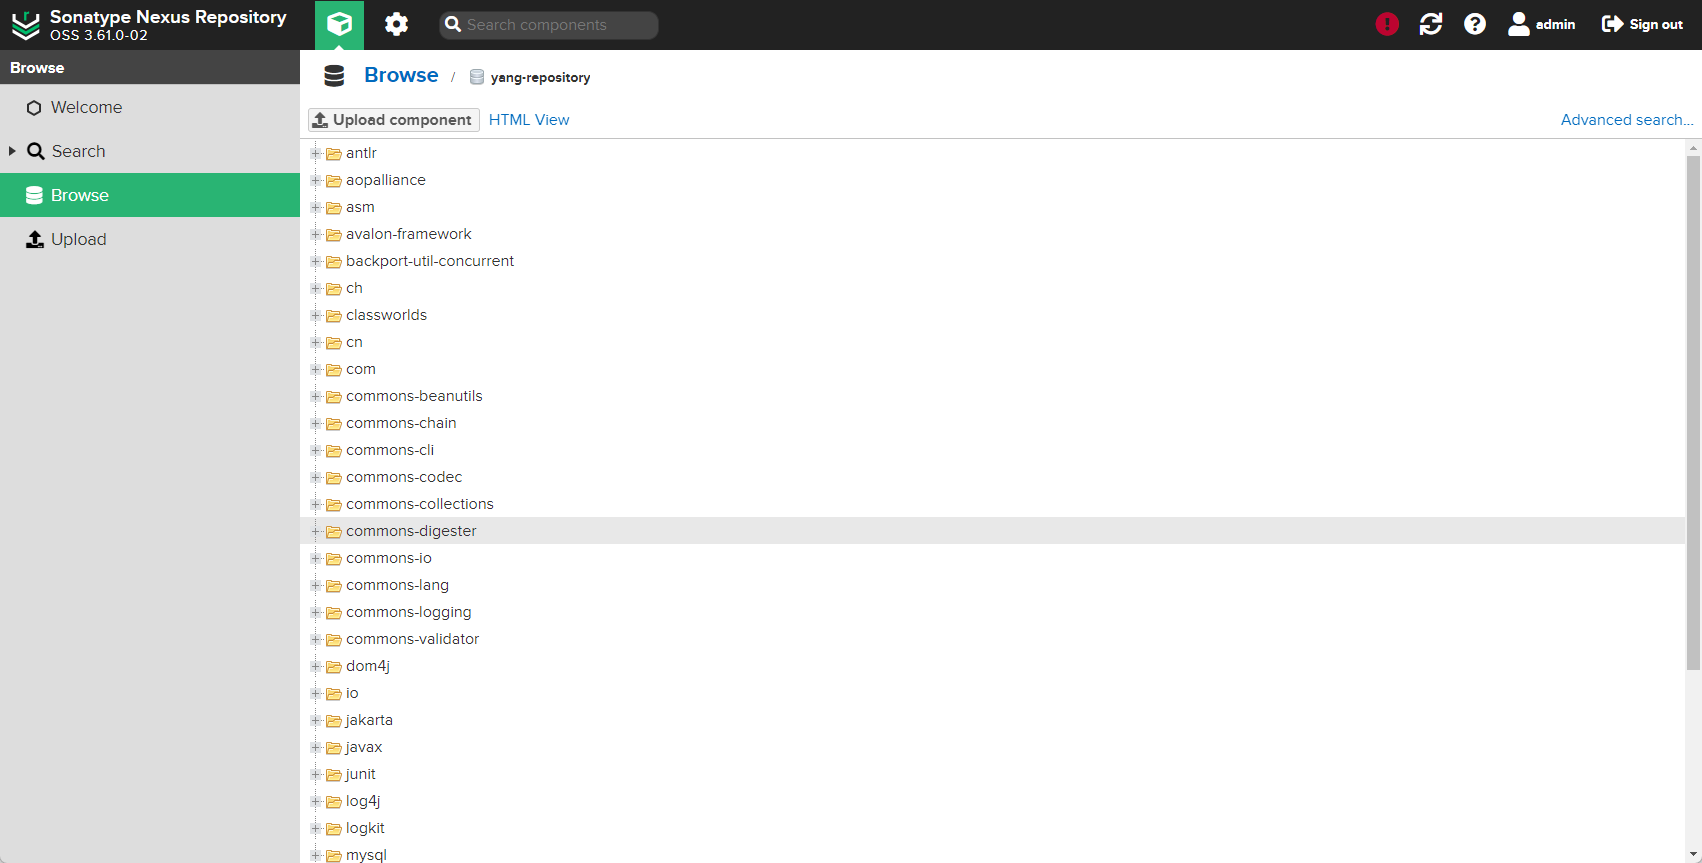 Sonatype Nexus Repository
OSS 3.61.0-02
Search components
admin
Sign out
Browse
Welcome
Search
Browse
Upload
Browse / yang-repository
Upload component
HTML View
Advanced search...
antlr
aopalliance
asm
avalon-framework
backport-util-concurrent
ch
classworlds
cn
com
commons-beanutils
commons-chain
commons-cli
commons-codec
commons-collections
commons-digester
commons-io
commons-lang
commons-logging
commons-validator
dom4j
io
jakarta
javax
junit
log4j
logkit
mysql